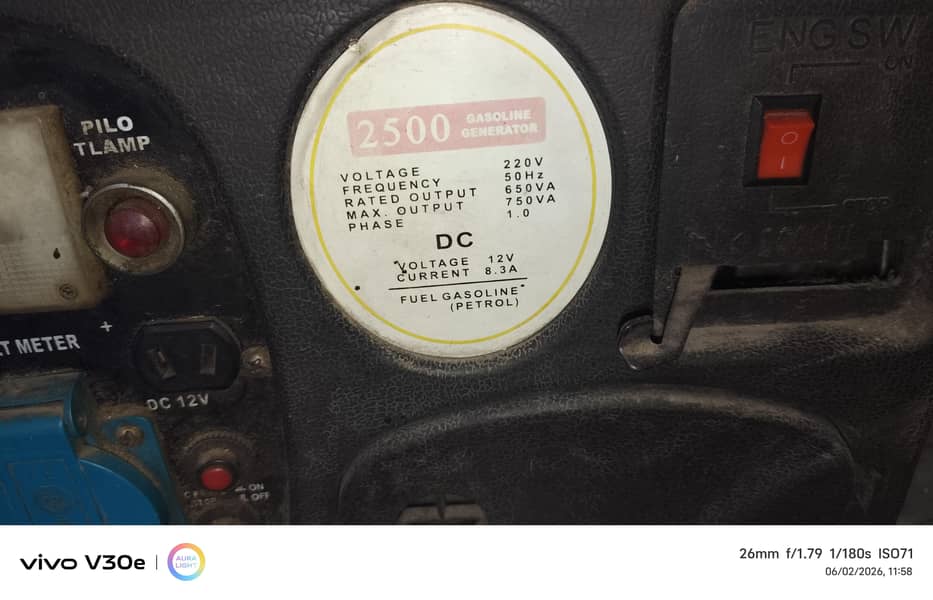 PILO
TLAMP
T METER
+
DC 12V
ON
OFF
2500 GASOLINE GENERATOR
VOLTAGE 220V
FREQUENCY 50Hz
RATED OUTPUT 650VA
MAX. OUTPUT 750VA
PHASE 1.0
DC
VOLTAGE 12V
CURRENT 8.3A
FUEL GASOLINE
(PETROL)
ENG SW
ON
STOP
vivo V30e | AURA LIGHT
26mm f/1.79 1/180s ISO71
06/02/2026, 11:58